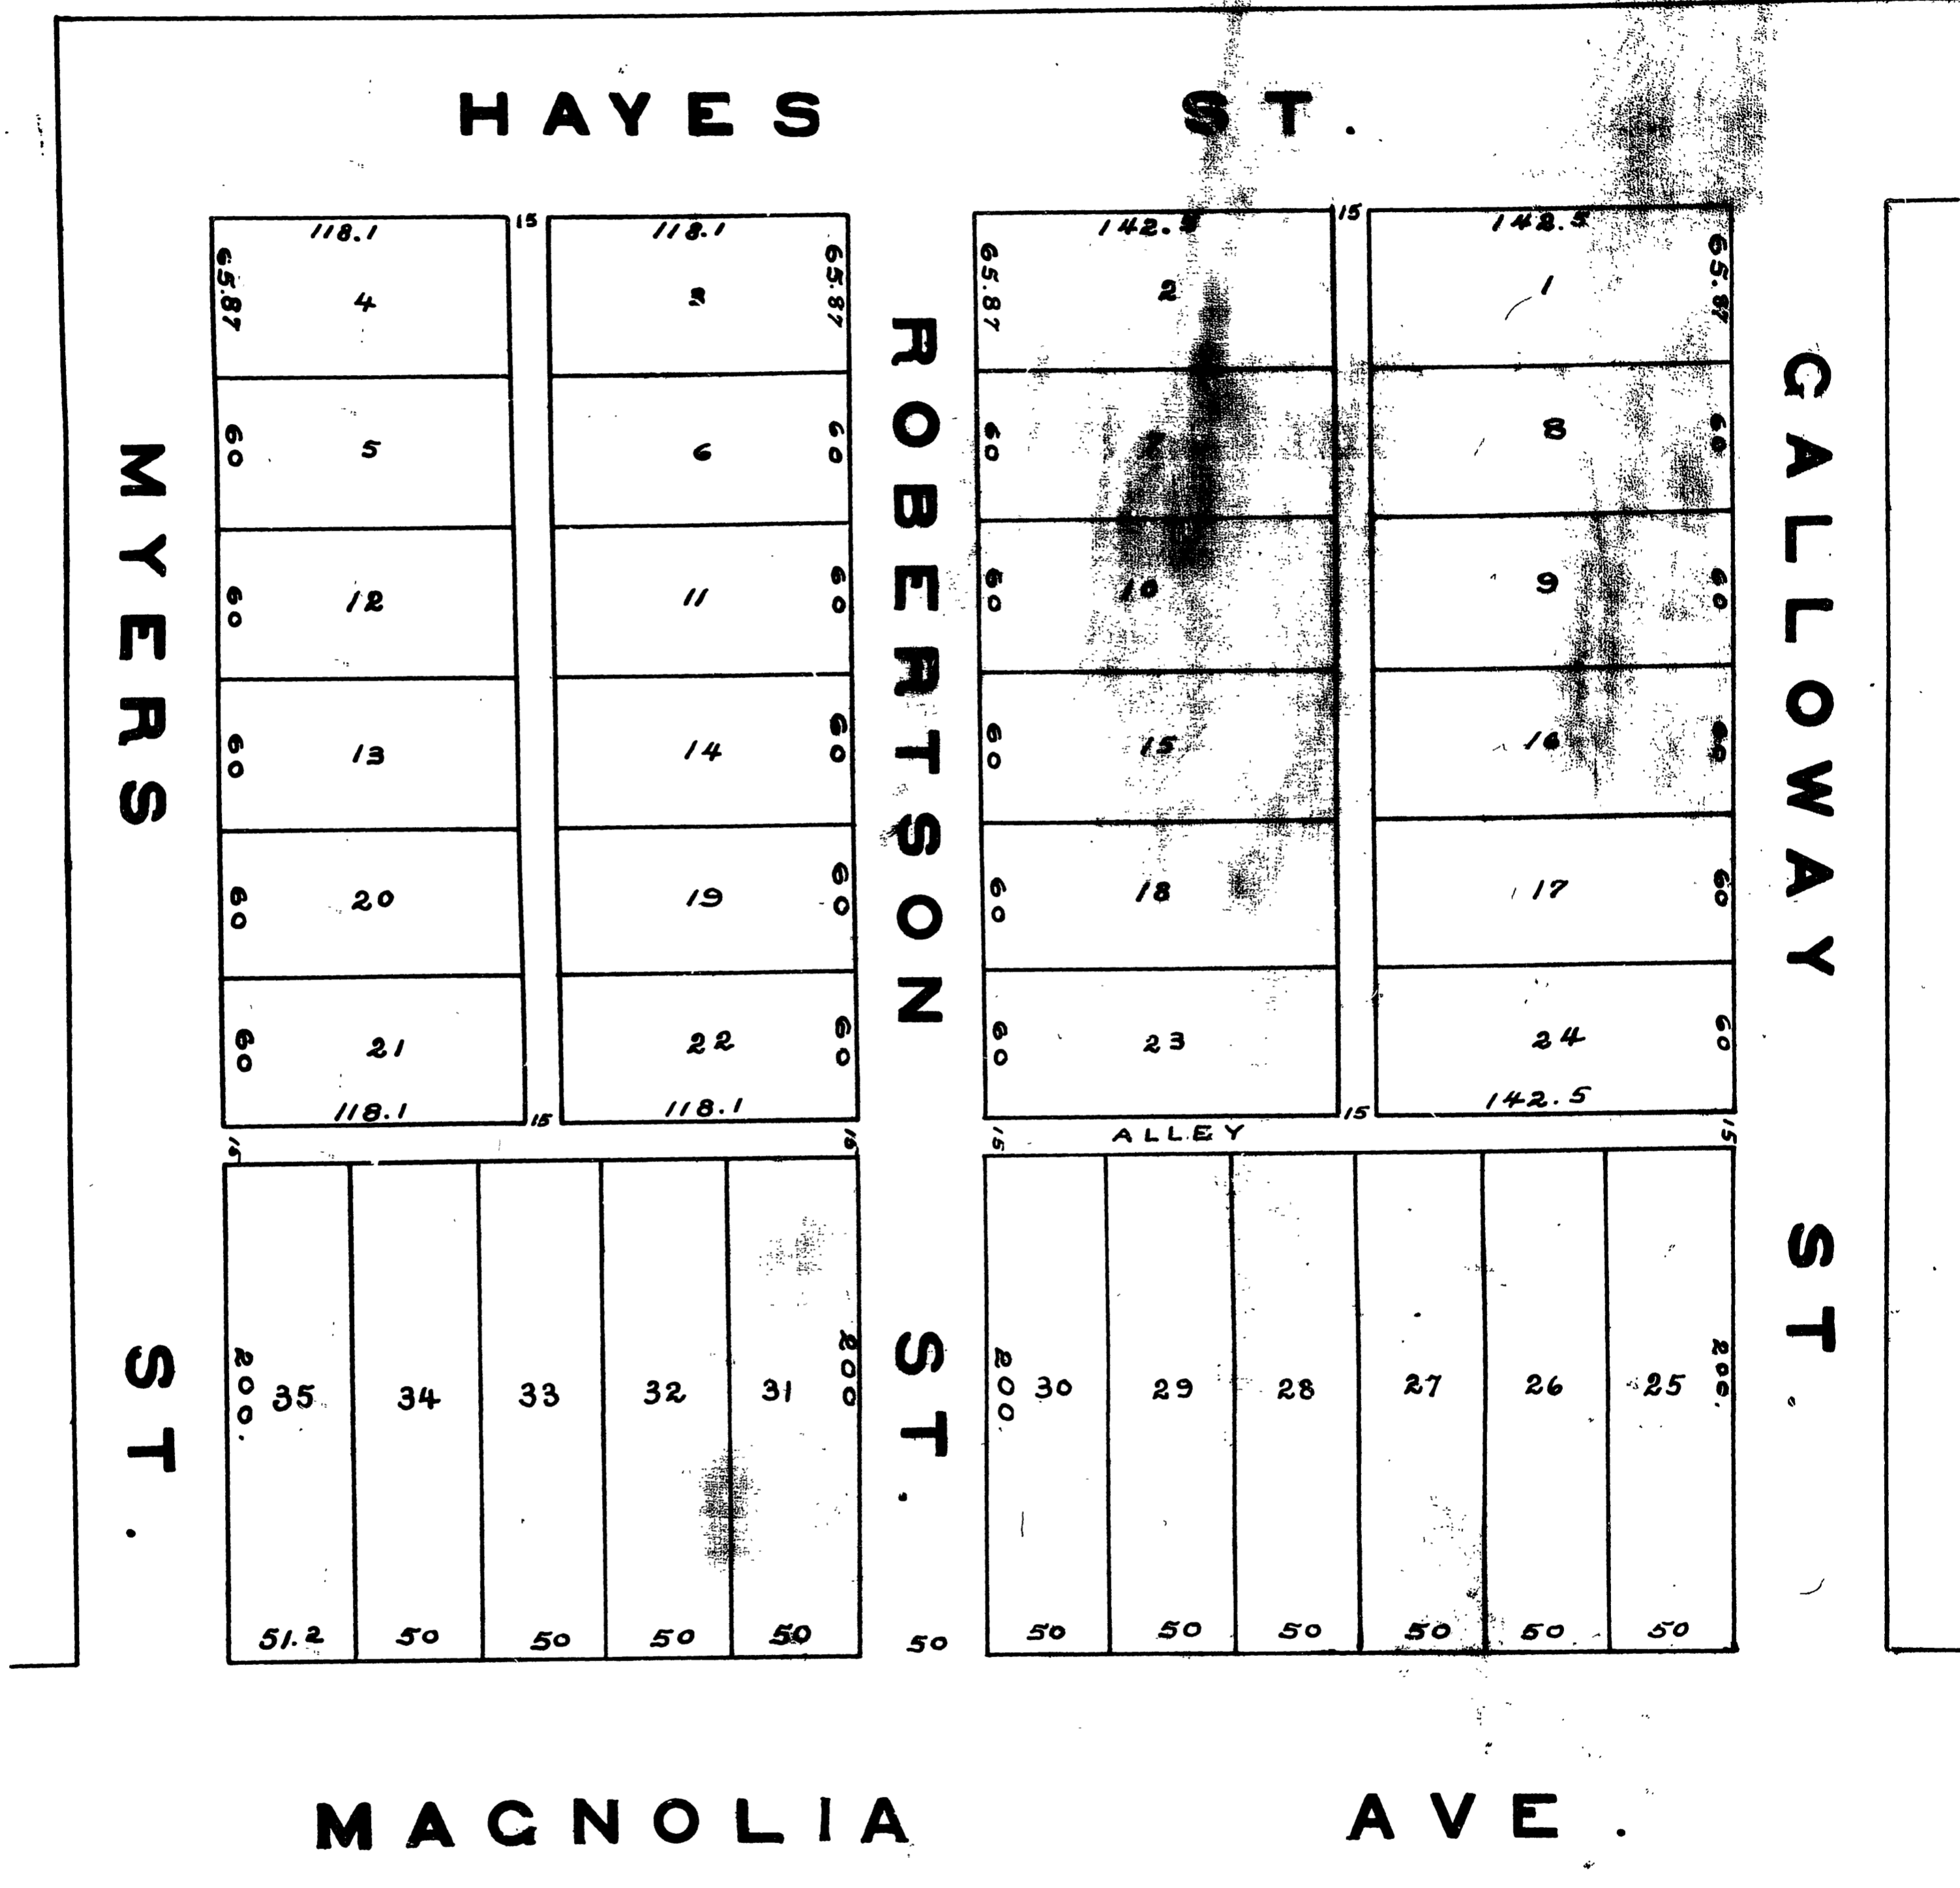 HAYES ST.
118.1 15 118.1 142.5 15 142.5
65.87 4 65.87 65.87 2 1 65.87
60 5 6 60 60 7 8 60
60 12 11 60 60 10 9 60
60 13 14 60 60 15 16 60
60 20 19 60 60 18 17 60
60 21 22 60 60 23 24 60
118.1 15 118.1 15 142.5
15 15 15 ALLEY 15
200. 35 34 33 32 31 200 200. 30 29 28 27 26 25 200.
51.2 50 50 50 50 50 50 50 50 50 50 50
MYERS ST.
ROBERTSON ST.
GALLOWAY ST.
MAGNOLIA AVE.